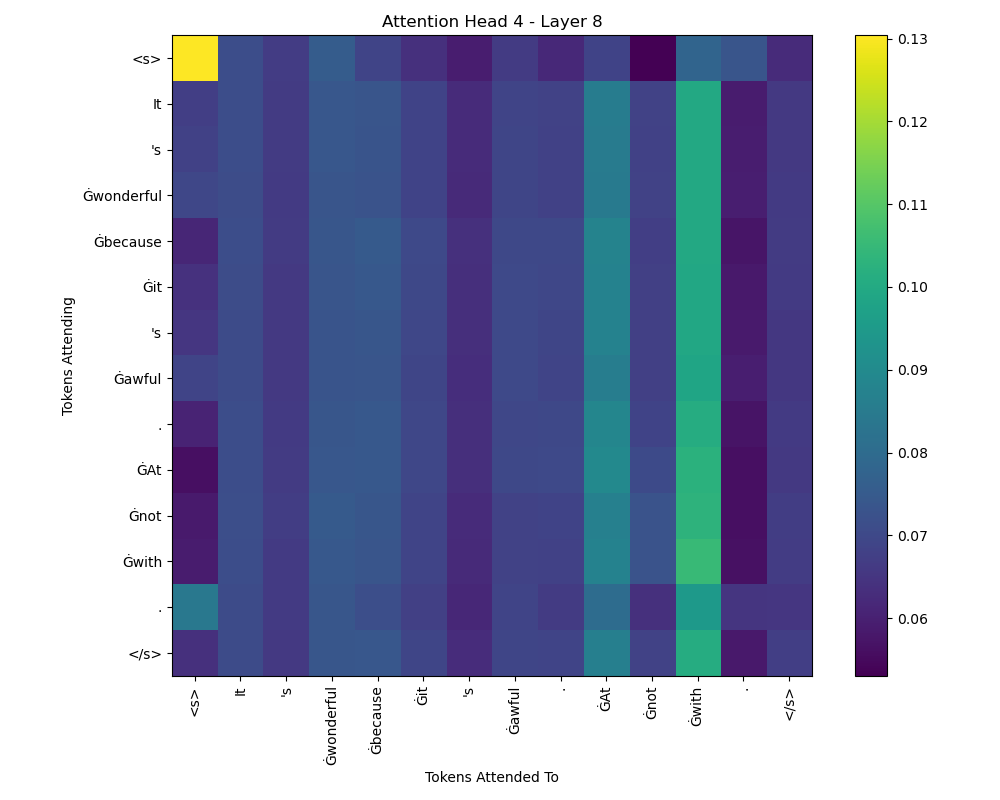 Attention Head 4 - Layer 8
Tokens Attending
<s>
It
's
Ġwonderful
Ġbecause
Ġit
's
Ġawful
.
ĠAt
Ġnot
Ġwith
.
</s>
<s>
It
's
Ġwonderful
Ġbecause
Ġit
's
Ġawful
.
ĠAt
Ġnot
Ġwith
.
</s>
Tokens Attended To
0.13
0.12
0.11
0.10
0.09
0.08
0.07
0.06